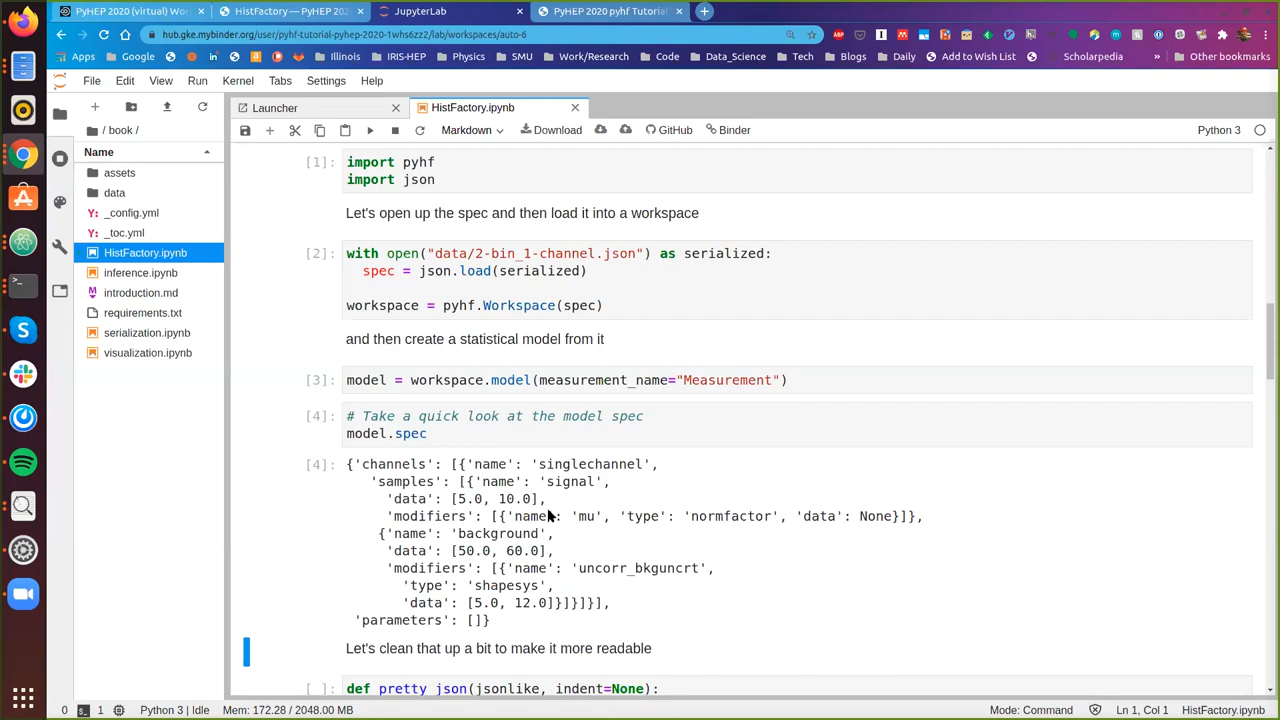 PyHEP 2020 (virtual) Wor
HistFactory — PyHEP 202
JupyterLab
PyHEP 2020 pyhf Tutorial
hub.gke.mybinder.org/user/pyhf-tutorial-pyhep-2020-1whs6zz2/lab/workspaces/auto-6
Apps
Google
Illinois
IRIS-HEP
Physics
SMU
Work/Research
Code
Data_Science
Tech
Blogs
Daily
Add to Wish List
Scholarpedia
»
Other bookmarks
File
Edit
View
Run
Kernel
Tabs
Settings
Help
Launcher
HistFactory.ipynb
/ book /
Markdown
Download
GitHub
Binder
Python 3
Name
assets
data
_config.yml
_toc.yml
HistFactory.ipynb
inference.ipynb
introduction.md
requirements.txt
serialization.ipynb
visualization.ipynb
[1]: import pyhf
import json
Let's open up the spec and then load it into a workspace
[2]: with open("data/2-bin_1-channel.json") as serialized:
spec = json.load(serialized)
workspace = pyhf.Workspace(spec)
and then create a statistical model from it
[3]: model = workspace.model(measurement_name="Measurement")
[4]: # Take a quick look at the model spec
model.spec
[4]: {'channels': [{'name': 'singlechannel',
'samples': [{'name': 'signal',
'data': [5.0, 10.0],
'modifiers': [{'name': 'mu', 'type': 'normfactor', 'data': None}]},
{'name': 'background',
'data': [50.0, 60.0],
'modifiers': [{'name': 'uncorr_bkguncrt',
'type': 'shapesys',
'data': [5.0, 12.0]}]}]}],
'parameters': []}
Let's clean that up a bit to make it more readable
[ ]: def pretty_json(jsonlike, indent=None):
0
1
Python 3 | Idle
Mem: 172.28 / 2048.00 MB
Mode: Command
Ln 1, Col 1
HistFactory.ipynb